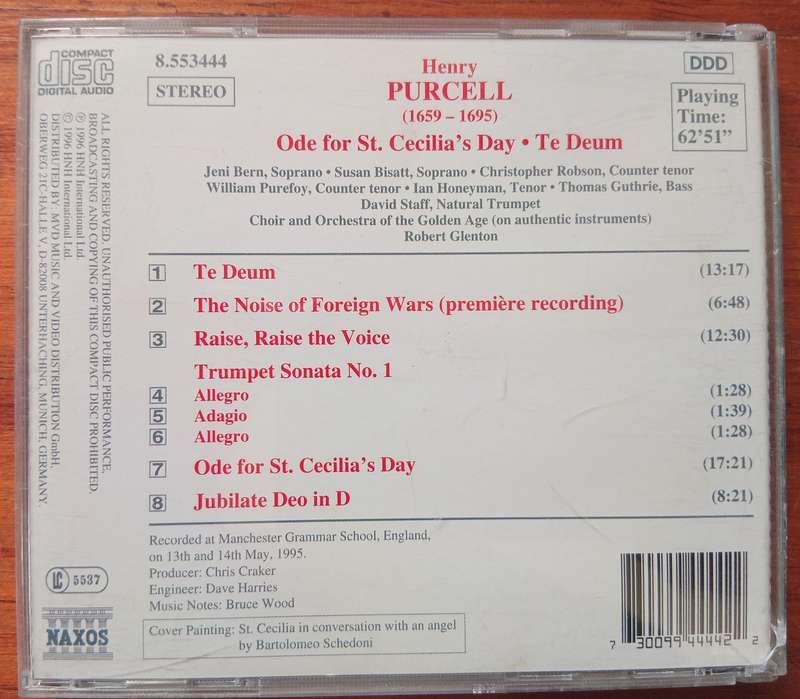 COMPACT
disc
DIGITAL AUDIO
8.553444
STEREO
DDD
Playing
Time:
62'51"
Henry
PURCELL
(1659 – 1695)
Ode for St. Cecilia's Day • Te Deum
Jeni Bern, Soprano • Susan Bisatt, Soprano • Christopher Robson, Counter tenor
William Purefoy, Counter tenor • Ian Honeyman, Tenor • Thomas Guthrie, Bass
David Staff, Natural Trumpet
Choir and Orchestra of the Golden Age (on authentic instruments)
Robert Glenton
1 Te Deum (13:17)
2 The Noise of Foreign Wars (première recording) (6:48)
3 Raise, Raise the Voice (12:30)
Trumpet Sonata No. 1
4 Allegro (1:28)
5 Adagio (1:39)
6 Allegro (1:28)
7 Ode for St. Cecilia's Day (17:21)
8 Jubilate Deo in D (8:21)
Recorded at Manchester Grammar School, England,
on 13th and 14th May, 1995.
Producer: Chris Craker
Engineer: Dave Harries
Music Notes: Bruce Wood
Cover Painting: St. Cecilia in conversation with an angel
by Bartolomeo Schedoni
7 30099 44442 2
ALL RIGHTS RESERVED. UNAUTHORISED PUBLIC PERFORMANCE,
BROADCASTING AND COPYING OF THIS COMPACT DISC PROHIBITED.
℗ 1996 HNH International Ltd.
© 1996 HNH International Ltd.
DISTRIBUTED BY: MVD MUSIC AND VIDEO DISTRIBUTION GmbH,
OBERWEG 21C-HALLE V, D-82008 UNTERHACHING, MUNICH, GERMANY.
LC 5537
NAXOS